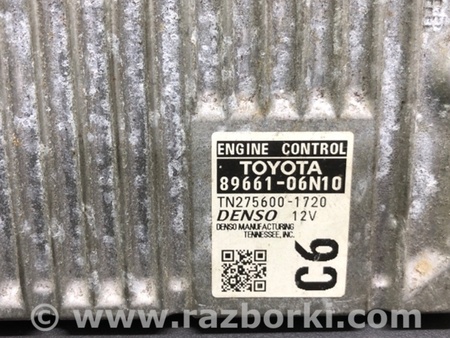 ENGINE CONTROL
TOYOTA
89661-06N10
TN275600-1720
DENSO 12V
DENSO MANUFACTURING
TENNESSEE, INC.
C6
© www.razborki.com